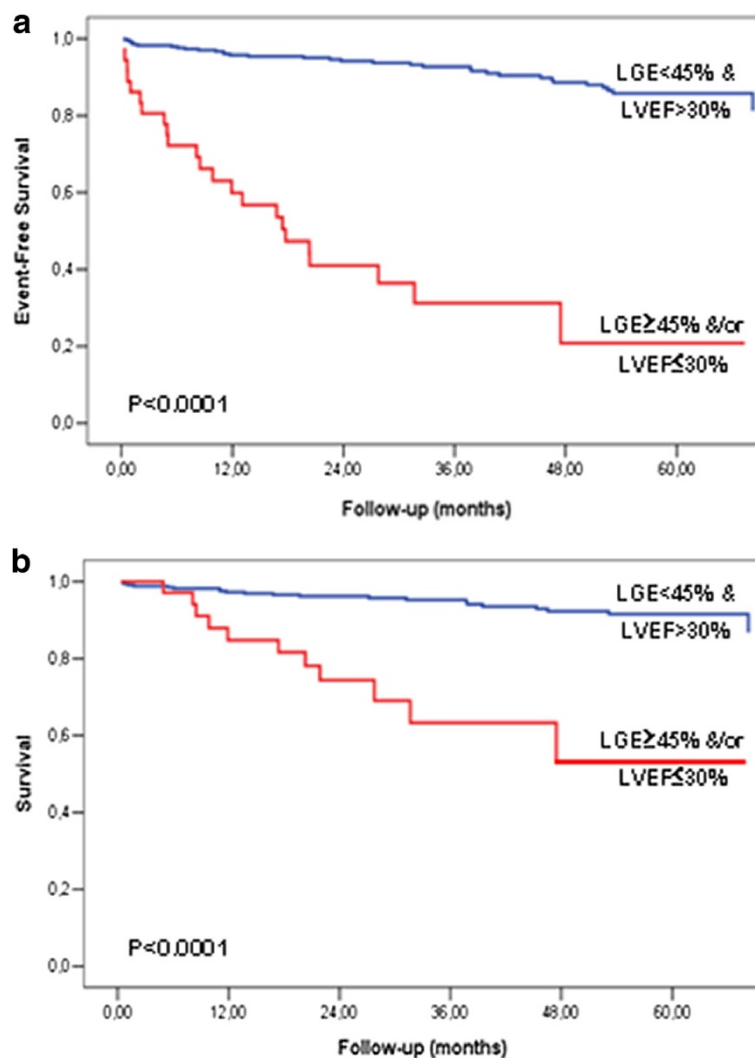 a
1,0
LGE<45% &
LVEF>30%
0,8
0,6
0,4
LGE≥45% &/or
0,2
LVEF≤30%
P<0.0001
0,0
Event-Free Survival
0,00 12,00 24,00 36,00 48,00 60,00
Follow-up (months)
b
1,0
LGE<45% &
LVEF>30%
0,8
0,6
LGE≥45% &/or
LVEF≤30%
0,4
0,2
P<0.0001
0,0
Survival
0,00 12,00 24,00 36,00 48,00 60,00
Follow-up (months)